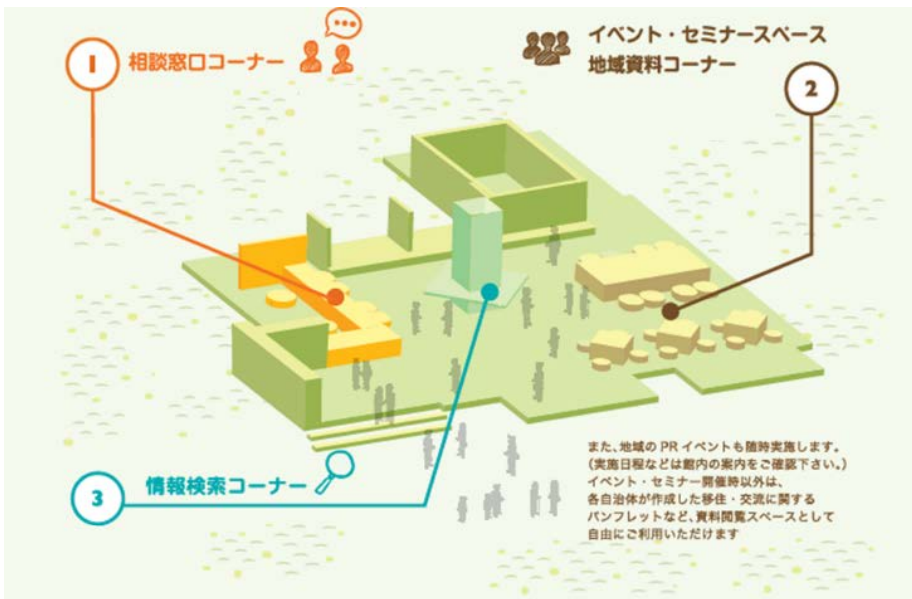 1 相談窓口コーナー
イベント・セミナースペース
地域資料コーナー
2
3 情報検索コーナー
また、地域のPRイベントも随時実施します。
(実施日程などは館内の案内をご確認下さい。)
イベント・セミナー開催時以外は、
各自治体が作成した移住・交流に関する
パンフレットなど、資料閲覧スペースとして
自由にご利用いただけます